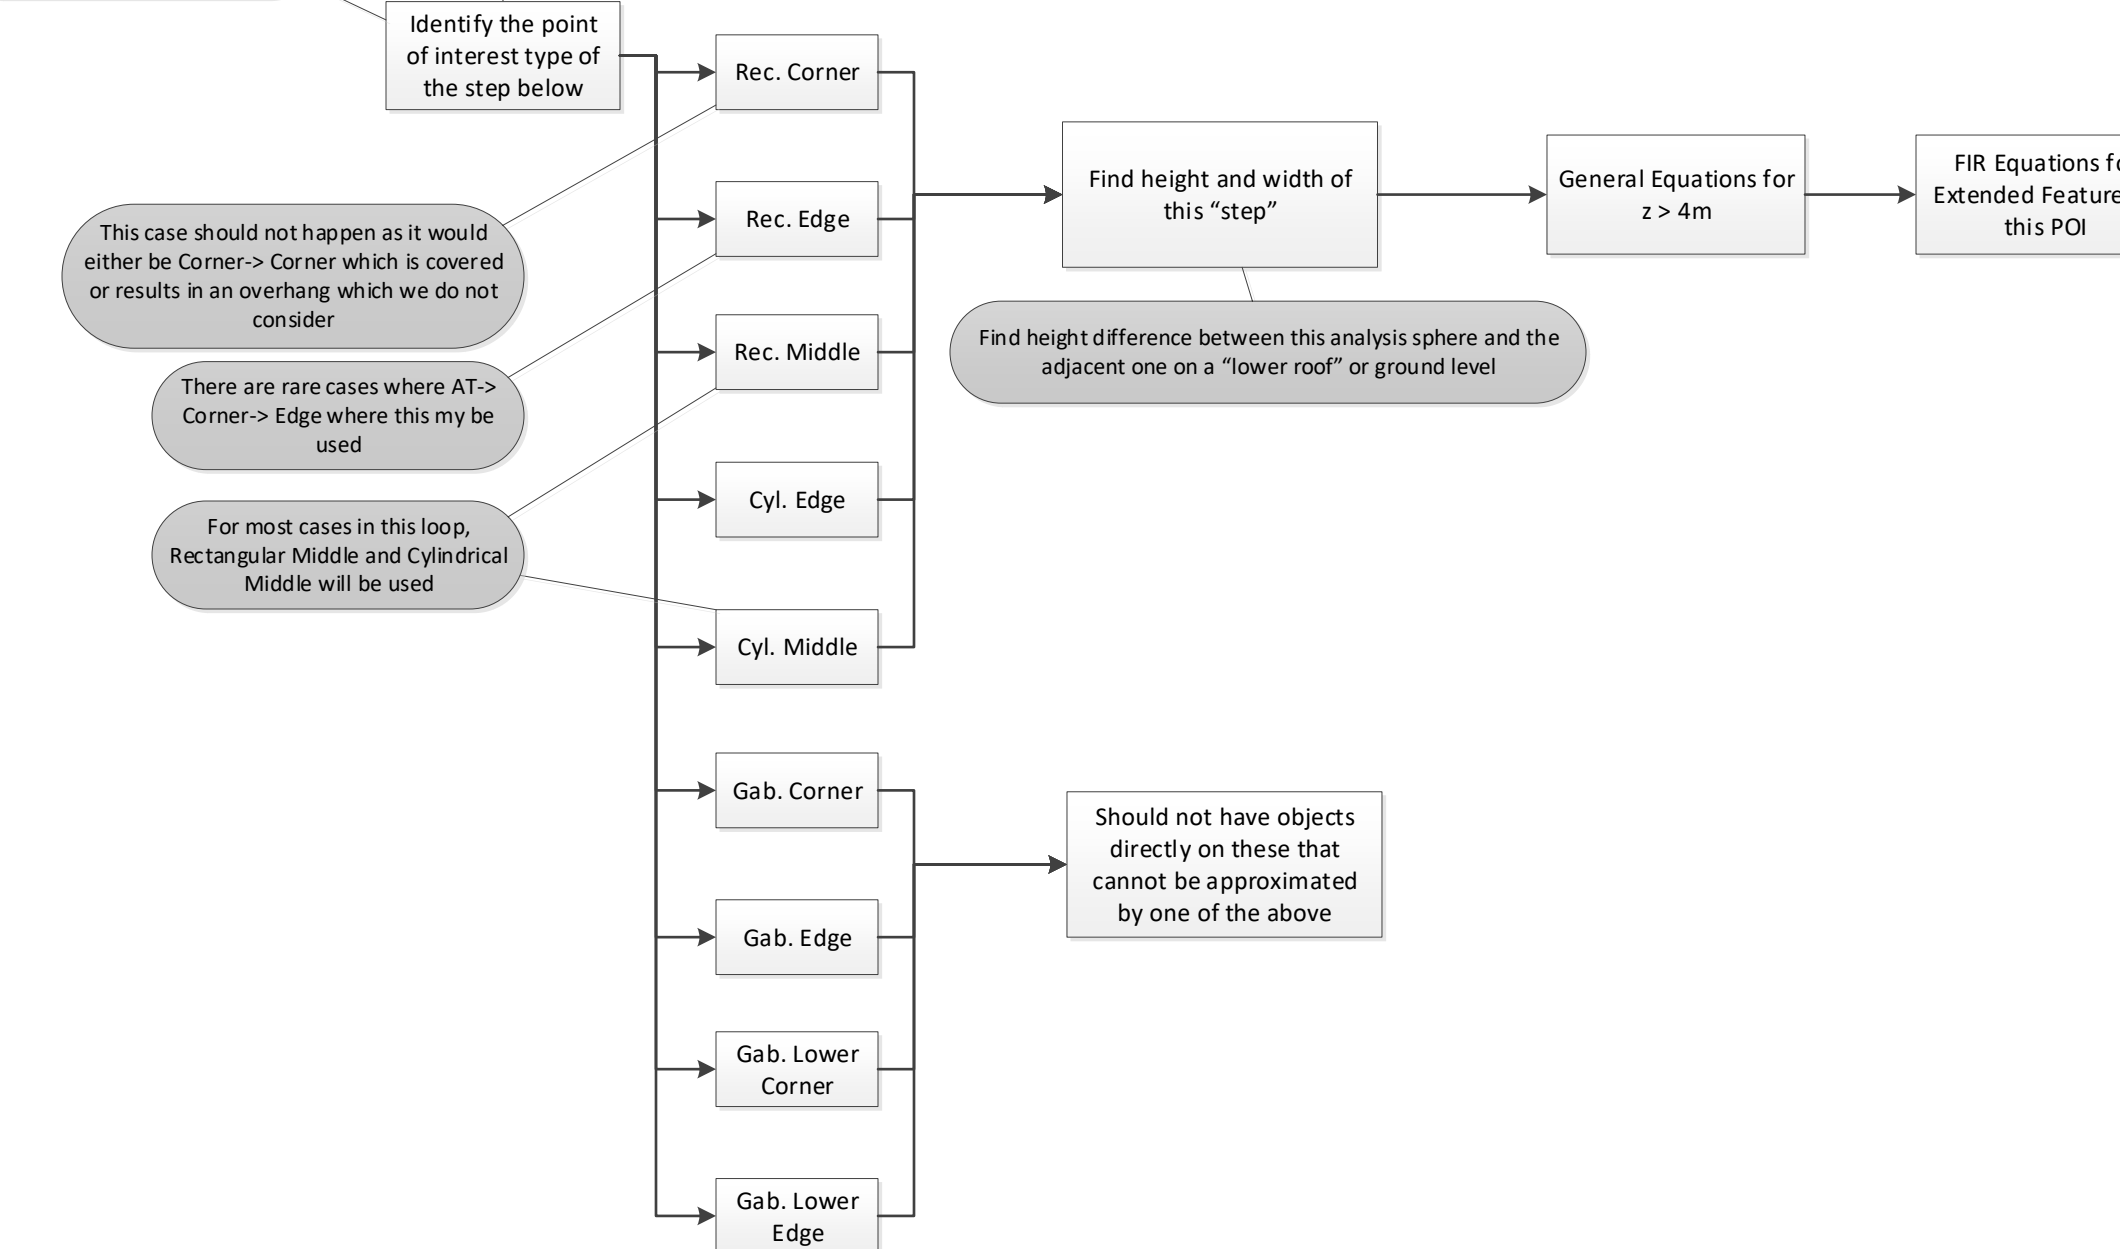 Identify the point
of interest type of
the step below
Rec. Corner
Rec. Edge
Rec. Middle
Cyl. Edge
Cyl. Middle
Gab. Corner
Gab. Edge
Gab. Lower
Corner
Gab. Lower
Edge
This case should not happen as it would
either be Corner-> Corner which is covered
or results in an overhang which we do not
consider
There are rare cases where AT->
Corner-> Edge where this my be
used
For most cases in this loop,
Rectangular Middle and Cylindrical
Middle will be used
Find height and width of
this “step”
Find height difference between this analysis sphere and the
adjacent one on a “lower roof” or ground level
General Equations for
z > 4m
FIR Equations
Extended Feature
this POI
Should not have objects
directly on these that
cannot be approximated
by one of the above